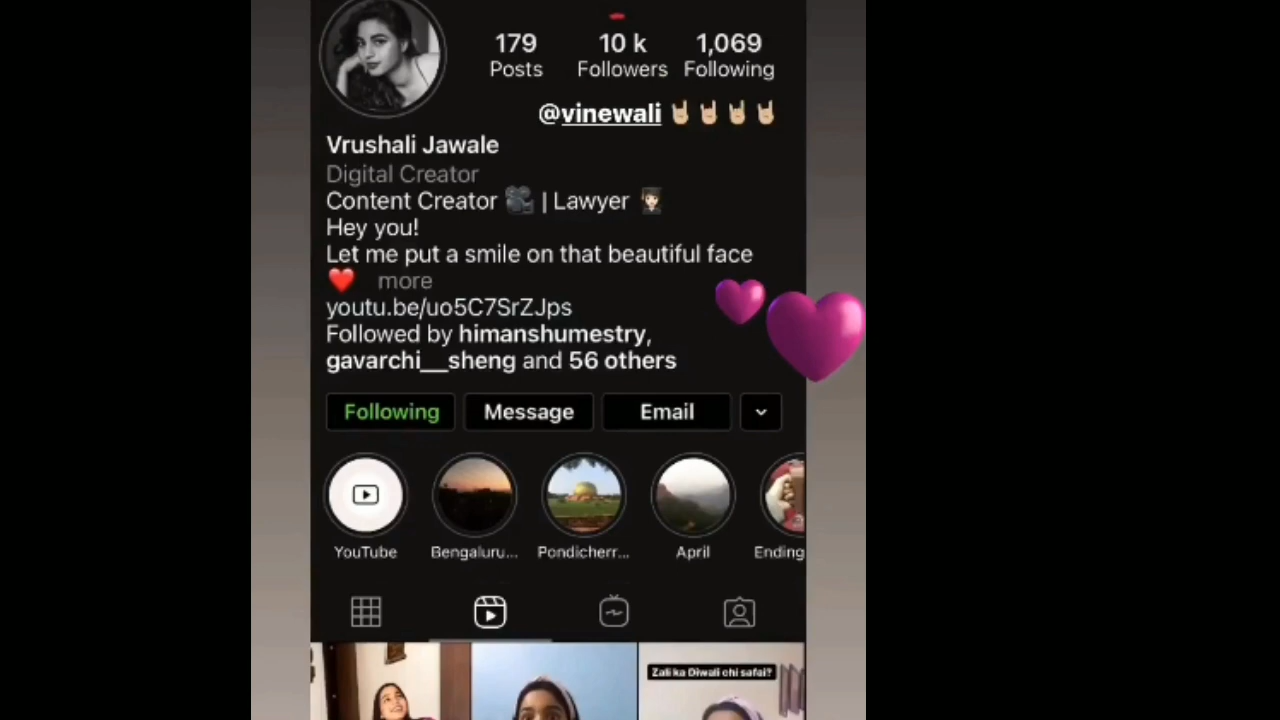 179 10 k 1,069
Posts Followers Following
@vinewali 🤘🏼🤘🏼🤘🏼🤘🏼
Vrushali Jawale
Digital Creator
Content Creator 🎥 | Lawyer 👩🏻‍🎓
Hey you!
Let me put a smile on that beautiful face
❤️ more
youtu.be/uo5C7SrZJps
Followed by himanshumestry,
gavarchi__sheng and 56 others
Following Message Email
YouTube Bengaluru... Pondicherr... April Ending
Zali ka Diwali chi safai?